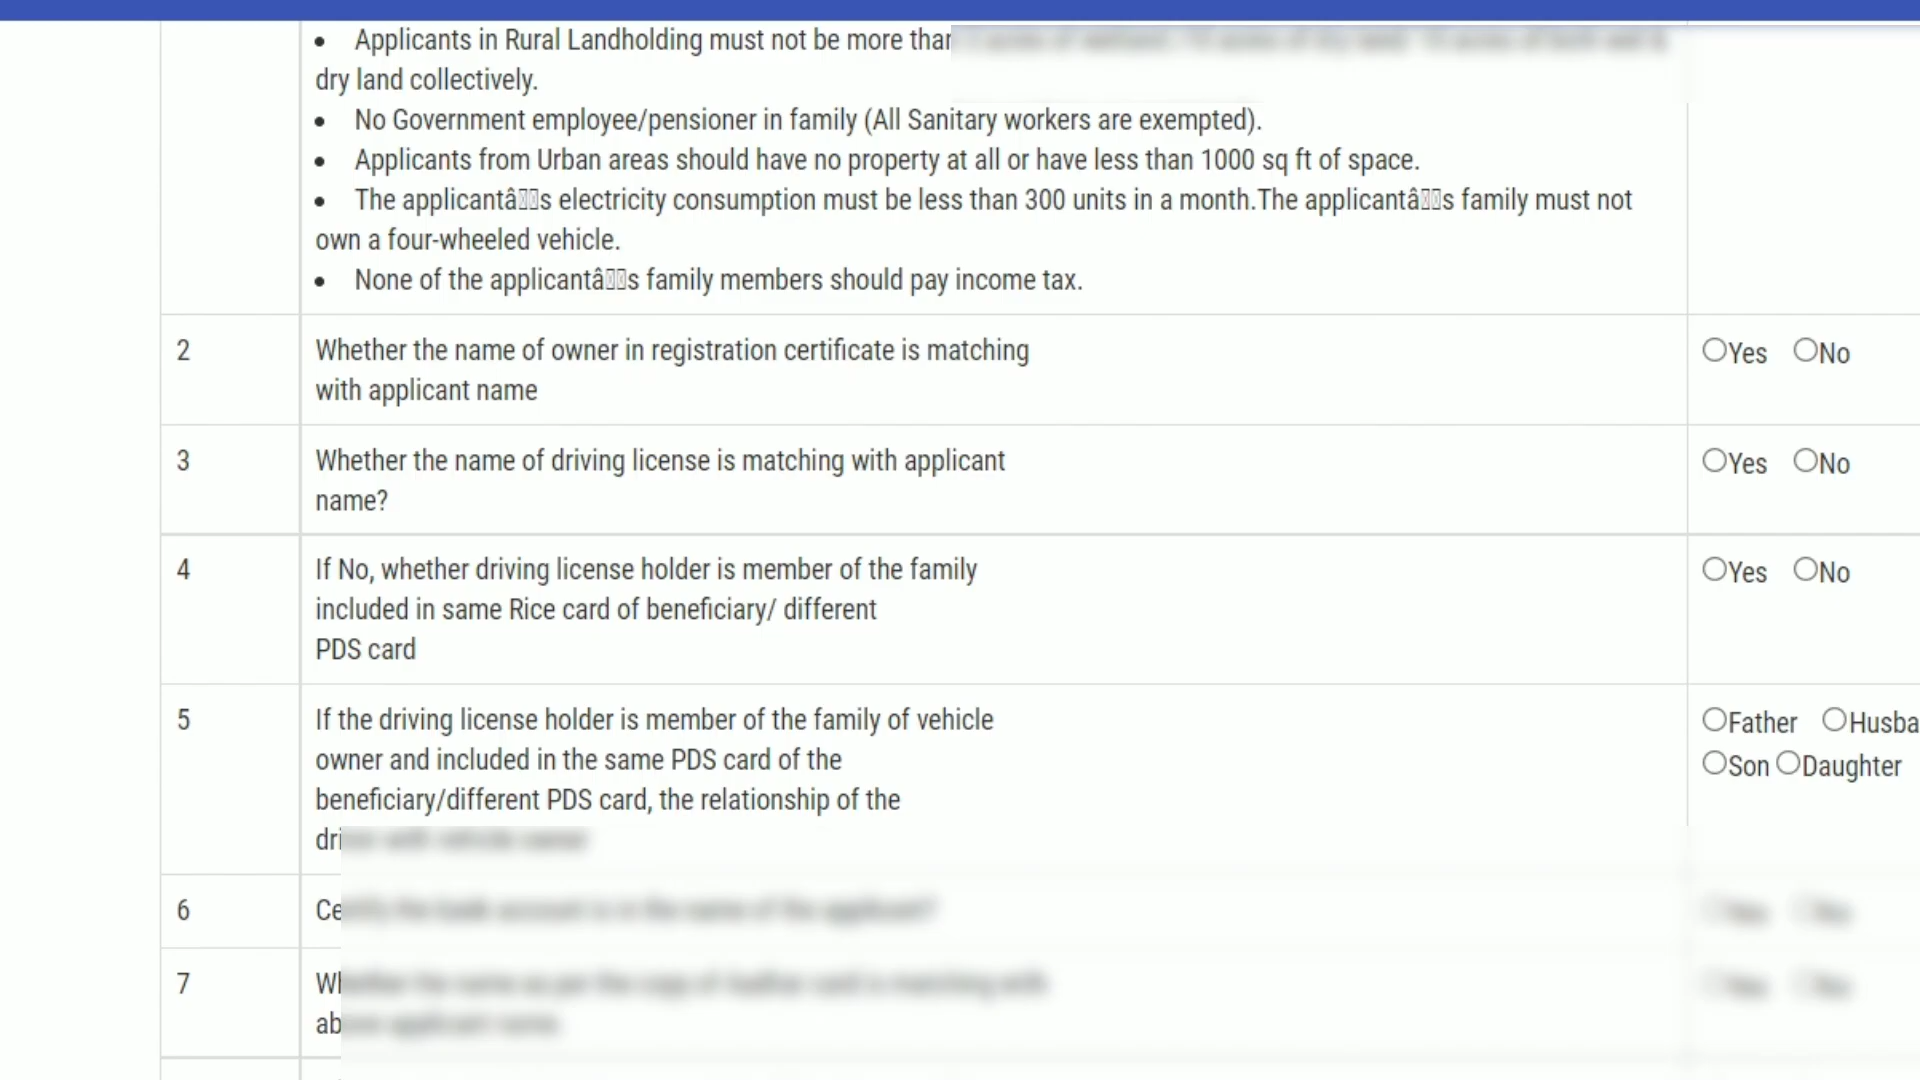 • Applicants in Rural Landholding must not be more than
dry land collectively.
• No Government employee/pensioner in family (All Sanitary workers are exempted).
• Applicants from Urban areas should have no property at all or have less than 1000 sq ft of space.
• The applicantâ▯▯s electricity consumption must be less than 300 units in a month.The applicantâ▯▯s family must not
own a four-wheeled vehicle.
• None of the applicantâ▯▯s family members should pay income tax.
2 Whether the name of owner in registration certificate is matching Yes No
with applicant name
3 Whether the name of driving license is matching with applicant Yes No
name?
4 If No, whether driving license holder is member of the family Yes No
included in same Rice card of beneficiary/ different
PDS card
5 If the driving license holder is member of the family of vehicle Father Husba
owner and included in the same PDS card of the Son Daughter
beneficiary/different PDS card, the relationship of the
6
7